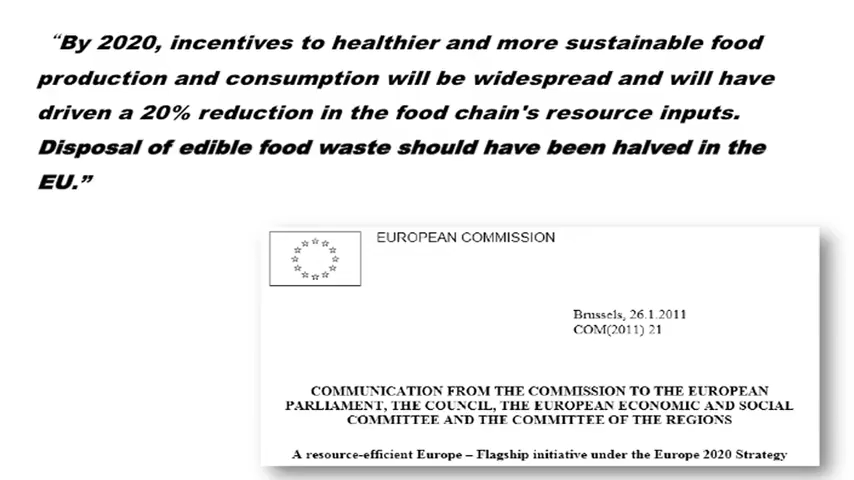 “By 2020, incentives to healthier and more sustainable food
production and consumption will be widespread and will have
driven a 20% reduction in the food chain's resource inputs.
Disposal of edible food waste should have been halved in the
EU.”
EUROPEAN COMMISSION
Brussels, 26.1.2011
COM(2011) 21
COMMUNICATION FROM THE COMMISSION TO THE EUROPEAN
PARLIAMENT, THE COUNCIL, THE EUROPEAN ECONOMIC AND SOCIAL
COMMITTEE AND THE COMMITTEE OF THE REGIONS
A resource-efficient Europe – Flagship initiative under the Europe 2020 Strategy